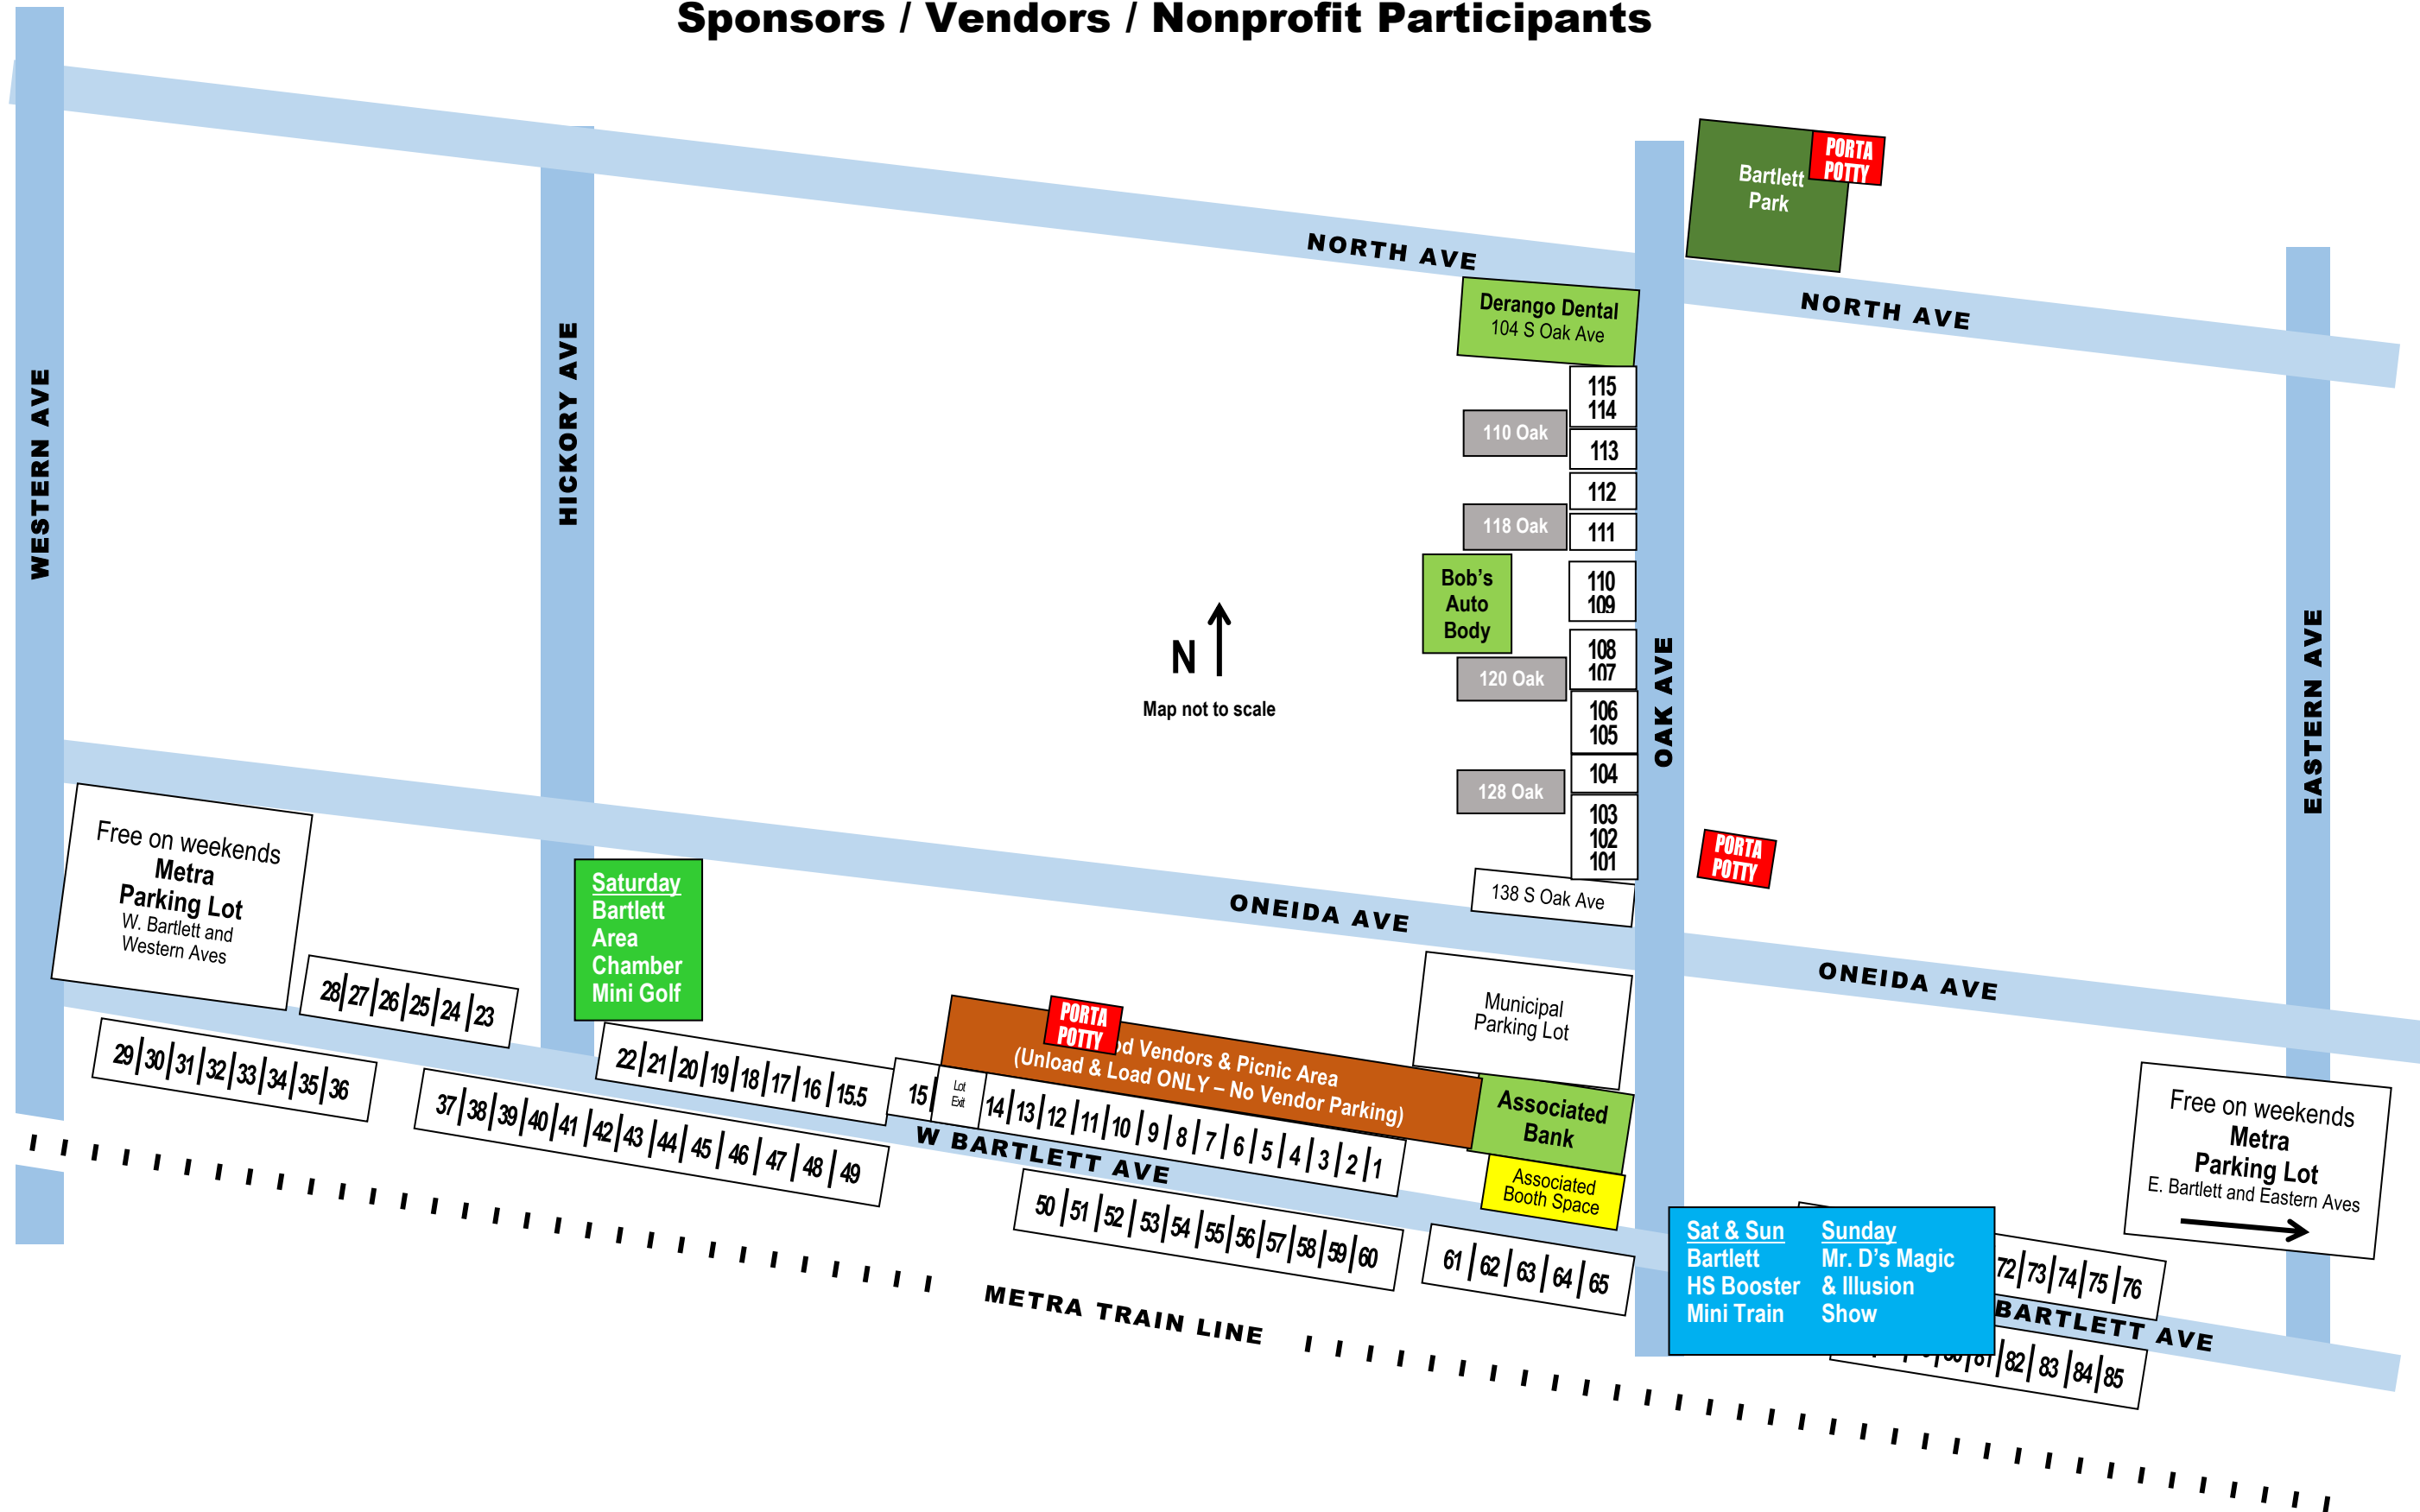 Sponsors / Vendors / Nonprofit Participants
Bartlett
Park
PORTA
POTTY
NORTH AVE
NORTH AVE
Derango Dental
104 S Oak Ave
WESTERN AVE
HICKORY AVE
OAK AVE
EASTERN AVE
115
114
110 Oak
113
112
118 Oak
111
Bob’s
Auto
Body
110
109
108
107
120 Oak
106
105
104
128 Oak
103
102
101
138 S Oak Ave
N
Map not to scale
PORTA
POTTY
ONEIDA AVE
ONEIDA AVE
Free on weekends
Metra
Parking Lot
W. Bartlett and
Western Aves
Saturday
Bartlett
Area
Chamber
Mini Golf
28 27 26 25 24 23
29 30 31 32 33 34 35 36
37 38 39 40 41 42 43 44 45 46 47 48 49
22 21 20 19 18 17 16 15.5
15
Lot
Exit
14 13 12 11 10 9 8 7 6 5 4 3 2 1
PORTA
POTTY
Vendors & Picnic Area
(Unload & Load ONLY – No Vendor Parking)
Municipal
Parking Lot
Associated
Bank
Associated
Booth Space
W BARTLETT AVE
50 51 52 53 54 55 56 57 58 59 60
61 62 63 64 65
METRA TRAIN LINE
Sat & Sun
Bartlett
HS Booster
Mini Train
Sunday
Mr. D’s Magic
& Illusion
Show
72 73 74 75 76
BARTLETT AVE
81 82 83 84 85
Free on weekends
Metra
Parking Lot
E. Bartlett and Eastern Aves